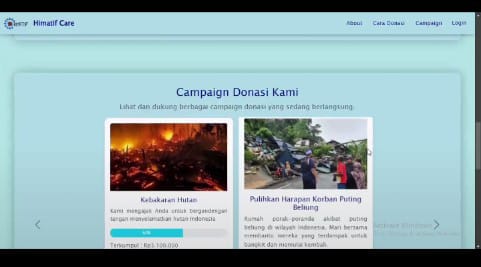 Himatif Care
About
Cara Donasi
Campaign
Login
Campaign Donasi Kami
Lihat dan dukung berbagai campaign donasi yang sedang berlangsung.
Kebakaran Hutan
Kami mengajak Anda untuk bergandengan
tangan menyelamatkan hutan Indonesia
Terkumpul : Rp3.100.000
Pulihkan Harapan Korban Puting
Beliung
Rumah porak-poranda akibat puting
beliung di wilayah Indonesia. Mari bersama
membantu mereka yang terdampak untuk
bangkit dan memulai kembali.